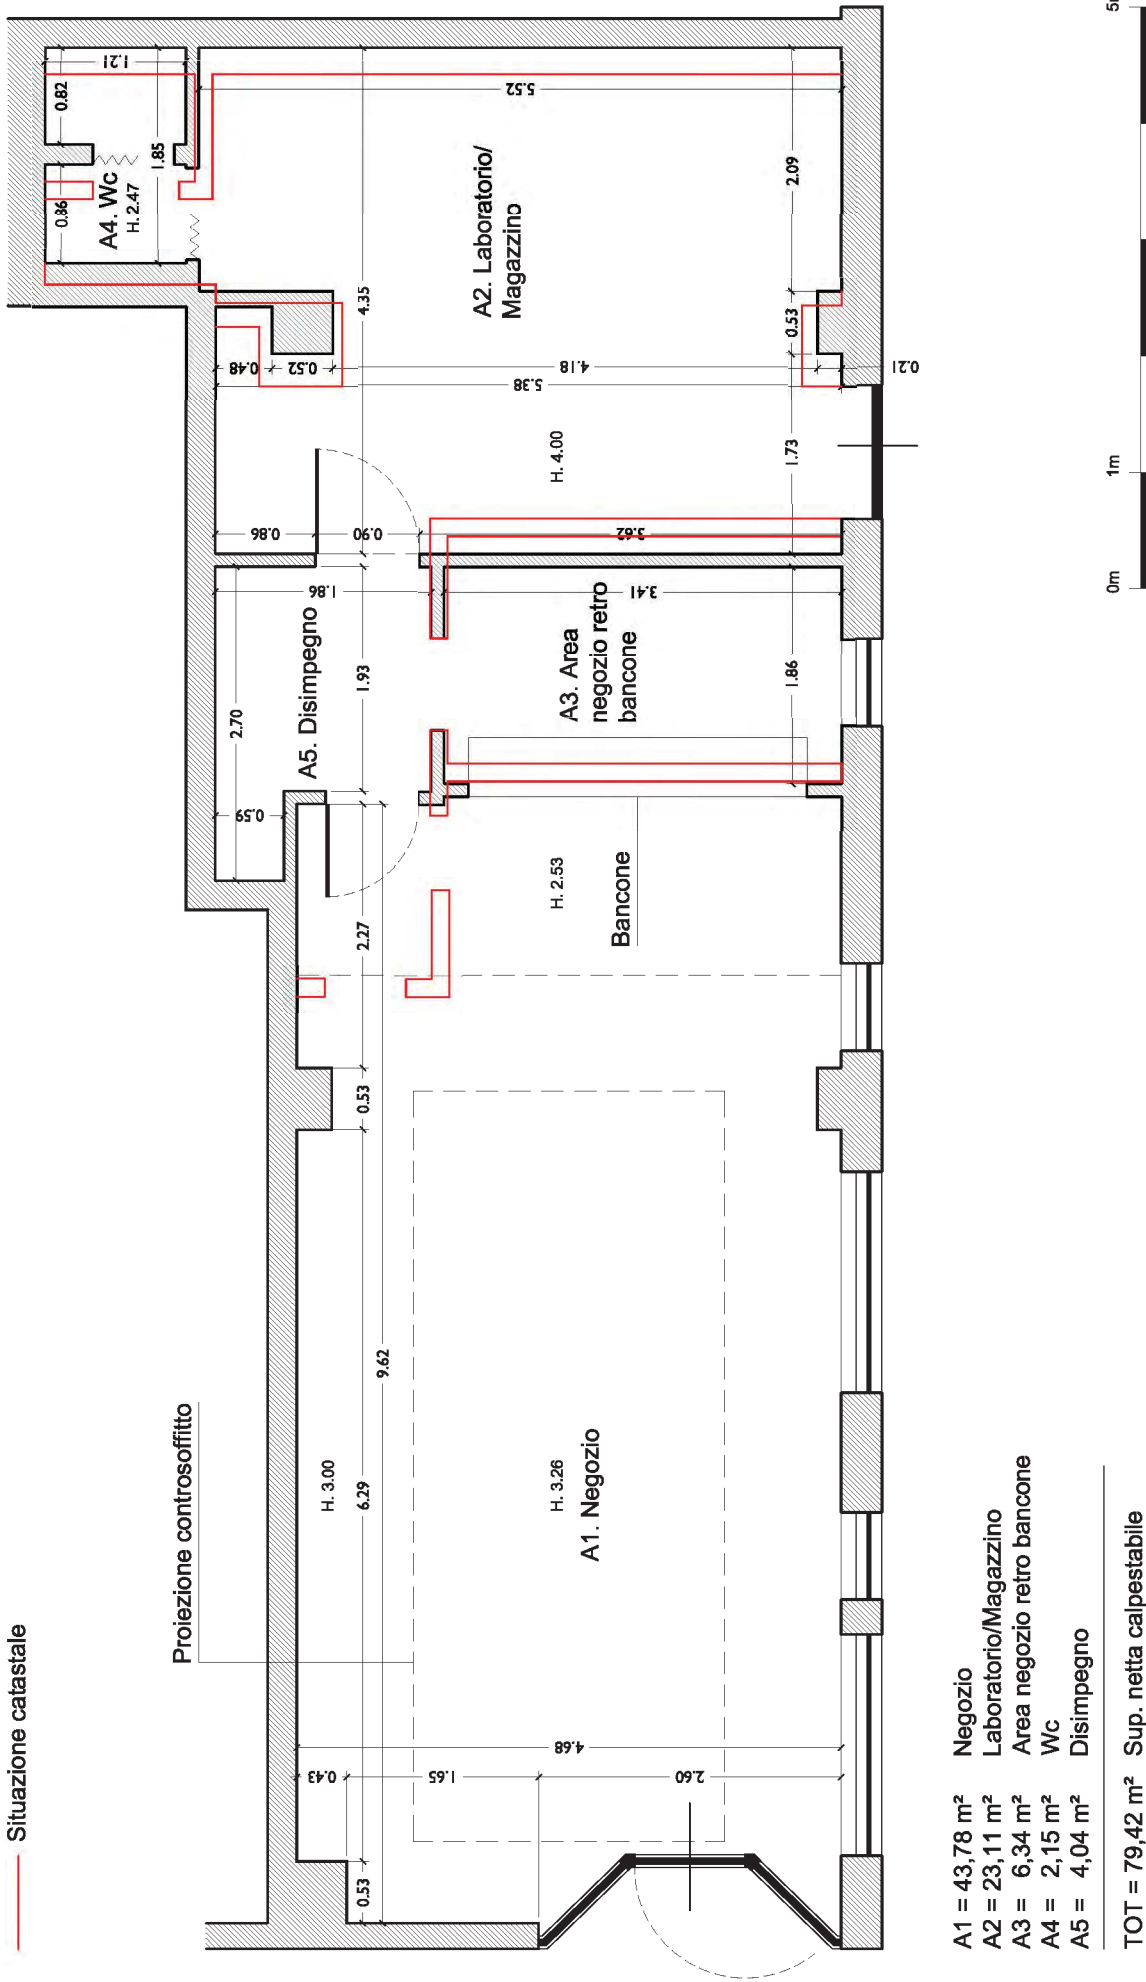 Situazione catastale
Proiezione controsoffitto
A1. Negozio
H. 3.26
H. 3.00
Bancone
H. 2.53
A5. Disimpegno
A3. Area
negozio retro
bancone
H. 4.00
A2. Laboratorio/
Magazzino
A4. Wc
H. 2.47
0.82
0.86
1.21
1.85
5.52
4.35
2.09
0.53
0.21
0.48
0.52
4.18
5.38
1.73
0.86
0.90
3.62
1.86
3.41
1.93
1.86
2.70
0.59
2.27
0.53
9.62
6.29
4.68
0.43
1.65
2.60
0.53
A1 = 43,78 m² Negozio
A2 = 23,11 m² Laboratorio/Magazzino
A3 = 6,34 m² Area negozio retro bancone
A4 = 2,15 m² Wc
A5 = 4,04 m² Disimpegno
TOT = 79,42 m² Sup. netta calpestabile
0m
1m